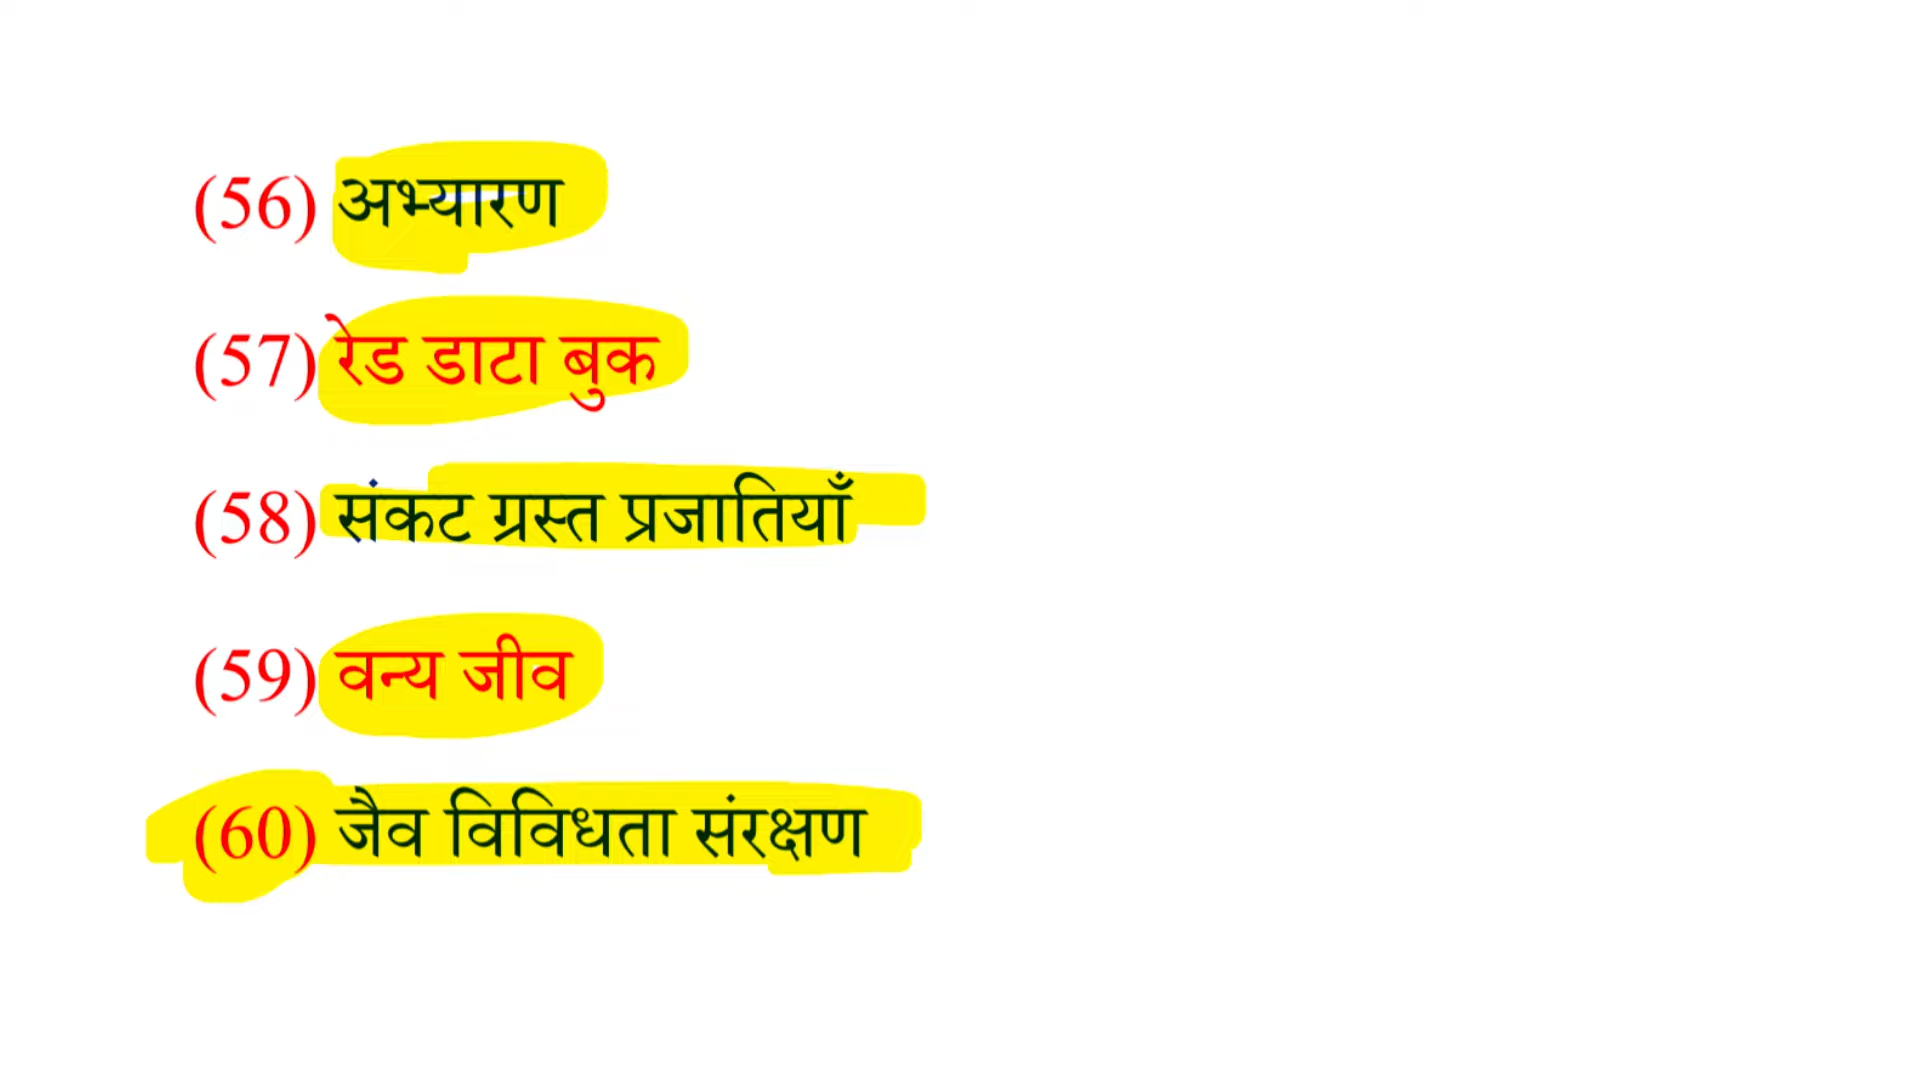 (56) अभ्यारण
(57) रेड डाटा बुक
(58) संकट ग्रस्त प्रजातियाँ
(59) वन्य जीव
(60) जैव विविधता संरक्षण